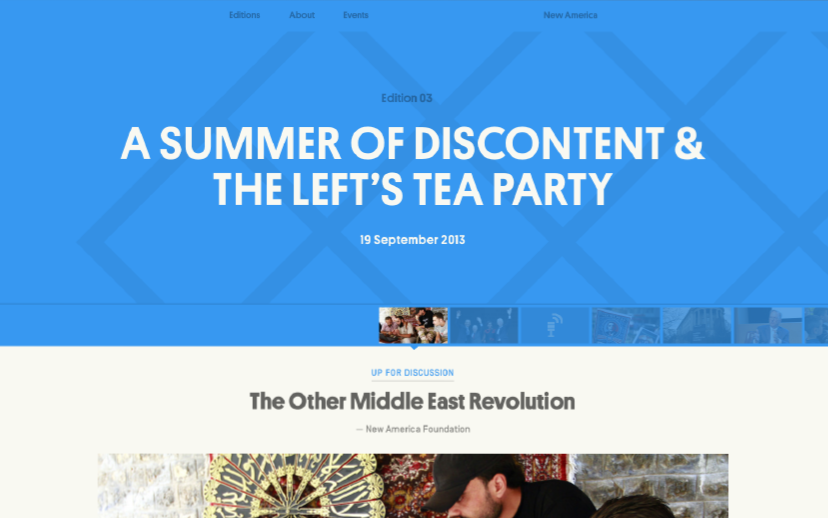 Editions About Events New America
Edition 03
A SUMMER OF DISCONTENT &
THE LEFT'S TEA PARTY
19 September 2013
UP FOR DISCUSSION
The Other Middle East Revolution
— New America Foundation